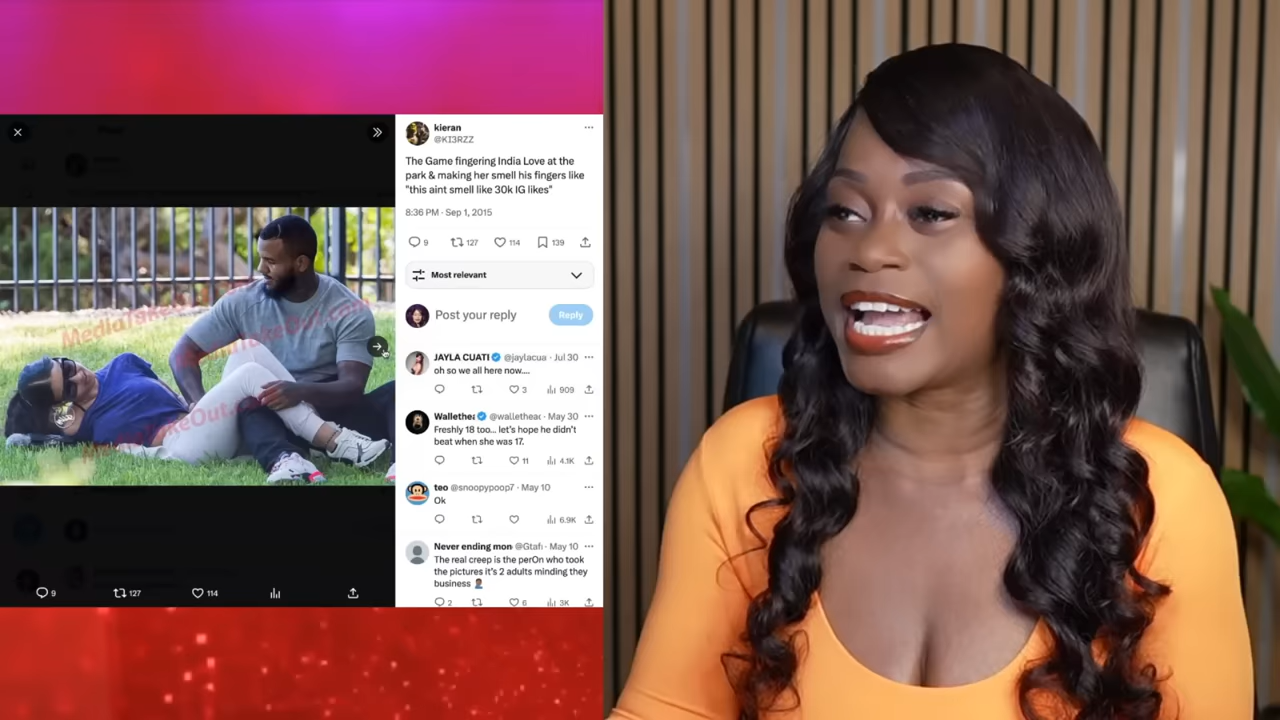 kieran
@KI3RZZ
The Game fingering India Love at the
park & making her smell his fingers like
"this aint smell like 30k IG likes"
8:36 PM · Sep 1, 2015
9 127 114 139
Most relevant
Post your reply
Reply
JAYLA CUATI @jaylacua · Jul 30
oh so we all here now....
3 909
Wallethea @walletheac · May 30
Freshly 18 too... let's hope he didn't
beat when she was 17.
11 4.1K
teo @snoopypoop7 · May 10
Ok
6.9K
Never ending mon @Gtafi · May 10
The real creep is the perOn who took
the pictures it's 2 adults minding they
business
2 6 3K
MediaTakeOut.com
MediaTakeOut.com
9 127 114